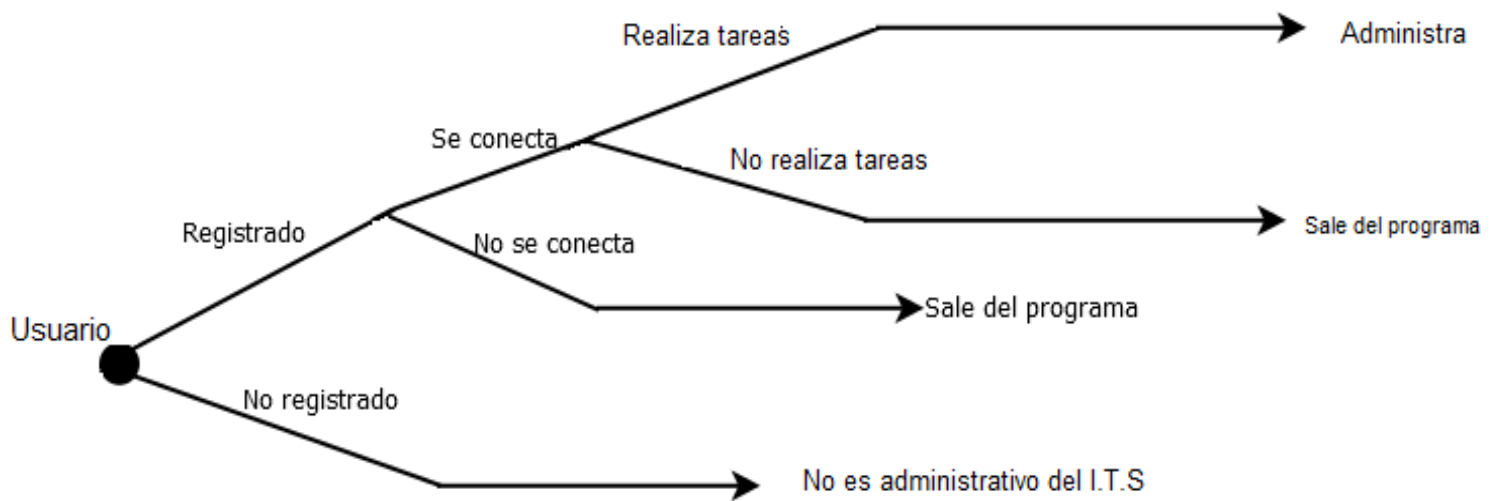 Realiza tareas
Administra
Se conecta
No realiza tareas
Registrado
Sale del programa
No se conecta
Sale del programa
Usuario
No registrado
No es administrativo del I.T.S